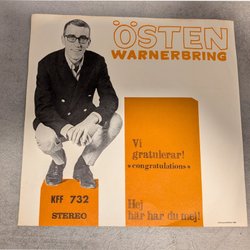 ÖSTEN
WARNERBRING
Vi
gratulerar!
»congratulations»
KFF 732
STEREO
Hej
här har du mej!